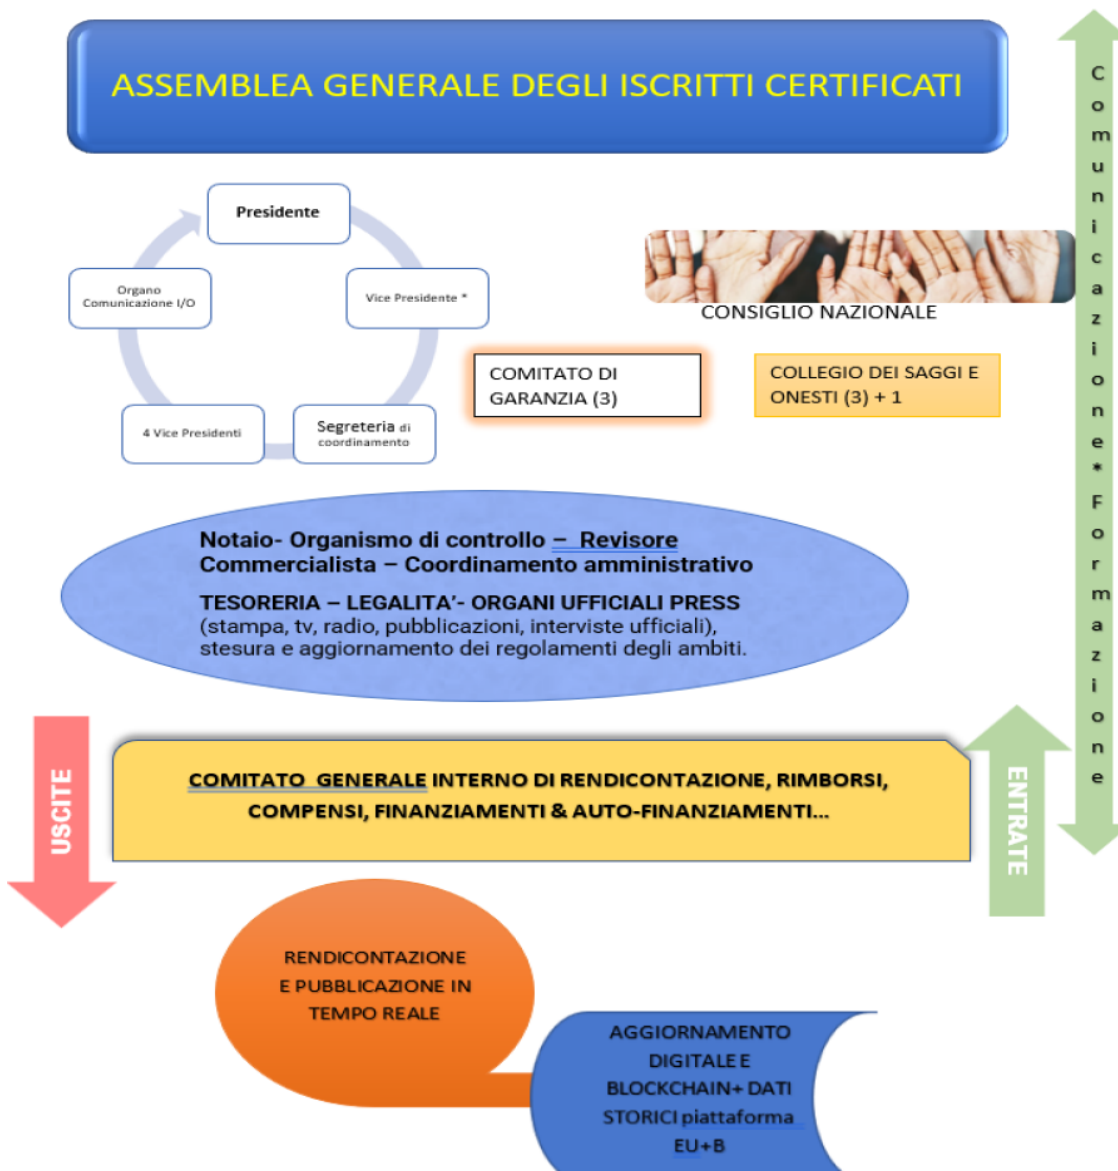 ASSEMBLEA GENERALE DEGLI ISCRITTI CERTIFICATI
Presidente
Vice Presidente *
Segreteria di
coordinamento
4 Vice Presidenti
Organo
Comunicazione I/O
CONSIGLIO NAZIONALE
COMITATO DI
GARANZIA (3)
COLLEGIO DEI SAGGI E
ONESTI (3) + 1
Notaio- Organismo di controllo – Revisore
Commercialista – Coordinamento amministrativo
TESORERIA – LEGALITA’- ORGANI UFFICIALI PRESS
(stampa, tv, radio, pubblicazioni, interviste ufficiali),
stesura e aggiornamento dei regolamenti degli ambiti.
USCITE
COMITATO GENERALE INTERNO DI RENDICONTAZIONE, RIMBORSI,
COMPENSI, FINANZIAMENTI & AUTO-FINANZIAMENTI...
ENTRATE
Comunicazione*Formazione
RENDICONTAZIONE
E PUBBLICAZIONE IN
TEMPO REALE
AGGIORNAMENTO
DIGITALE E
BLOCKCHAIN+ DATI
STORICI piattaforma
EU+B